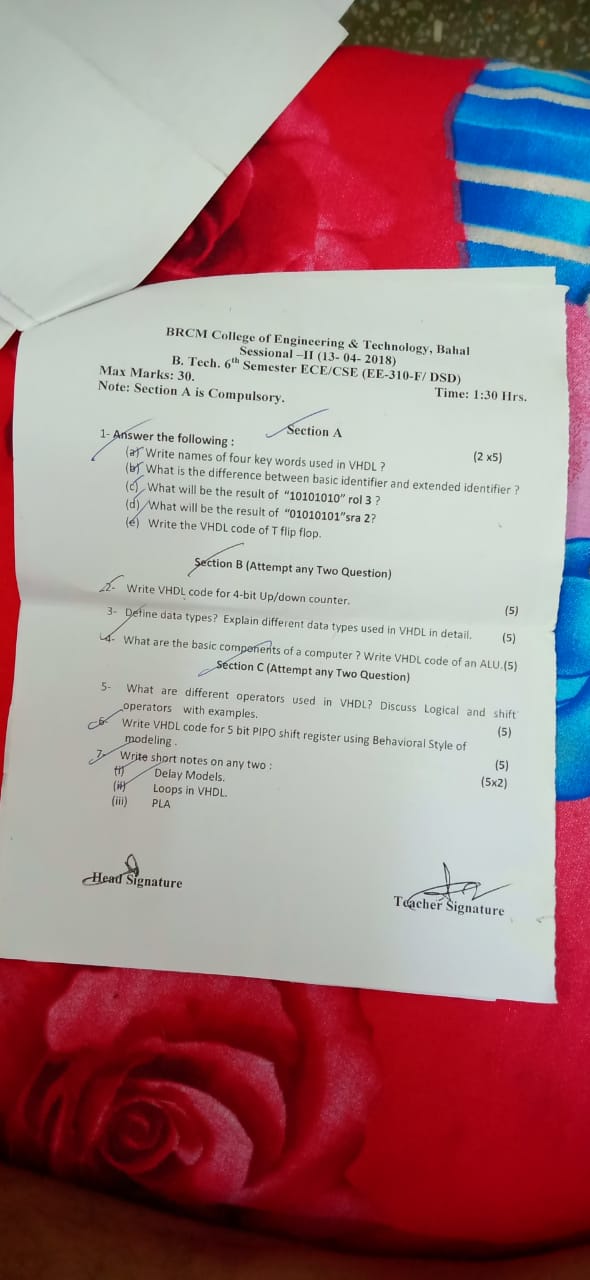 BRCM College of Engineering & Technology, Bahal
Sessional –II (13- 04- 2018)
B. Tech. 6th Semester ECE/CSE (EE-310-F/ DSD)
Max Marks: 30. Time: 1:30 Hrs.
Note: Section A is Compulsory.
Section A
1- Answer the following : (2 x5)
(a) Write names of four key words used in VHDL ?
(b) What is the difference between basic identifier and extended identifier ?
(c) What will be the result of “10101010” rol 3 ?
(d) What will be the result of “01010101”sra 2?
(e) Write the VHDL code of T flip flop.
Section B (Attempt any Two Question)
2- Write VHDL code for 4-bit Up/down counter. (5)
3- Define data types? Explain different data types used in VHDL in detail. (5)
4- What are the basic components of a computer ? Write VHDL code of an ALU.(5)
Section C (Attempt any Two Question)
5- What are different operators used in VHDL? Discuss Logical and shift
operators with examples. (5)
6- Write VHDL code for 5 bit PIPO shift register using Behavioral Style of
modeling . (5)
7- Write short notes on any two : (5x2)
(i) Delay Models.
(ii) Loops in VHDL.
(iii) PLA
Head Signature Teacher Signature